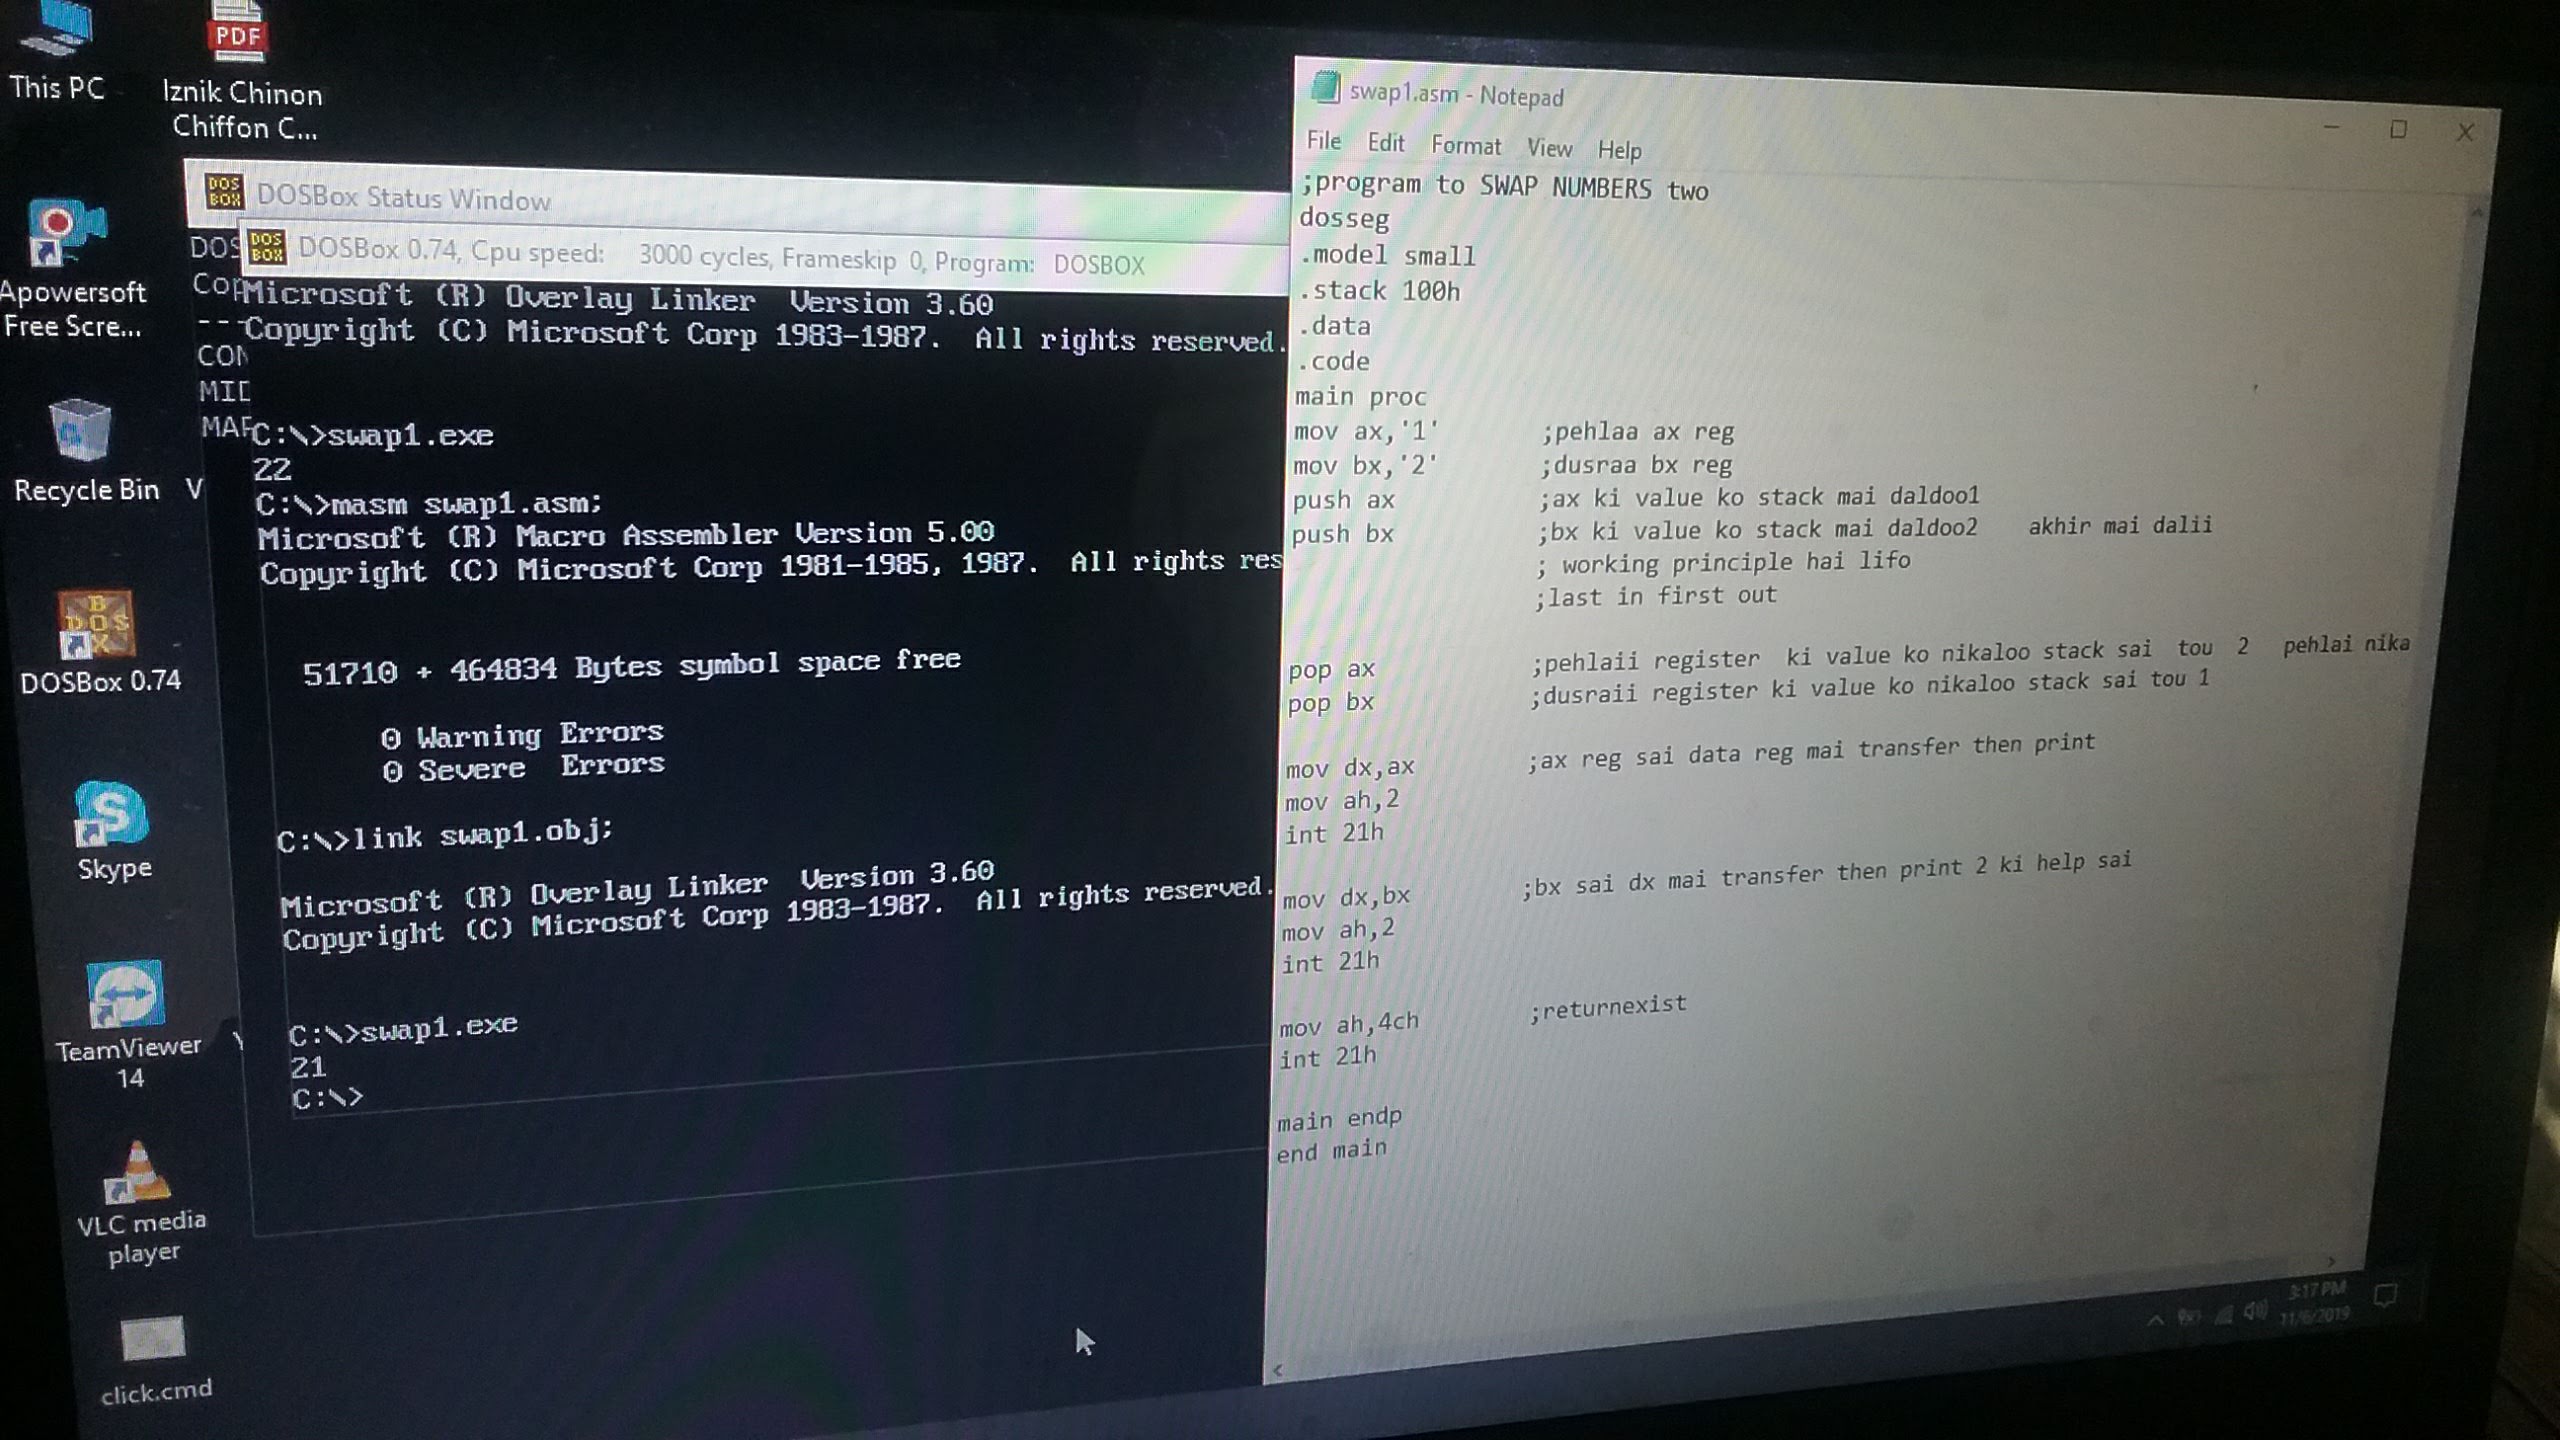 This PC
PDF
Iznik Chinon
Chiffon C...
Apowersoft
Free Scre...
Recycle Bin
V
DOSBox 0.74
Skype
TeamViewer
14
VLC media
player
click.cmd
DOSBox Status Window
DOS
CON
MID
DOSBox 0.74, Cpu speed: 3000 cycles, Frameskip 0, Program: DOSBOX
Microsoft (R) Overlay Linker Version 3.60
Copyright (C) Microsoft Corp 1983-1987. All rights reserved.
C:\>swap1.exe
22
C:\>masm swap1.asm;
Microsoft (R) Macro Assembler Version 5.00
Copyright (C) Microsoft Corp 1981-1985, 1987. All rights res
51710 + 464834 Bytes symbol space free
0 Warning Errors
0 Severe Errors
C:\>link swap1.obj;
Microsoft (R) Overlay Linker Version 3.60
Copyright (C) Microsoft Corp 1983-1987. All rights reserved.
C:\>swap1.exe
21
C:\>
swap1.asm - Notepad
File Edit Format View Help
;program to SWAP NUMBERS two
dosseg
.model small
.stack 100h
.data
.code
main proc
mov ax,'1' ;pehlaa ax reg
mov bx,'2' ;dusraa bx reg
push ax ;ax ki value ko stack mai daldoo1
push bx ;bx ki value ko stack mai daldoo2 akhir mai dalii
; working principle hai lifo
;last in first out
pop ax ;pehlaii register ki value ko nikaloo stack sai tou 2 pehlai nika
pop bx ;dusraii register ki value ko nikaloo stack sai tou 1
mov dx,ax ;ax reg sai data reg mai transfer then print
mov ah,2
int 21h
mov dx,bx ;bx sai dx mai transfer then print 2 ki help sai
mov ah,2
int 21h
mov ah,4ch ;returnexist
int 21h
main endp
end main
3:17 PM
11/6/2019